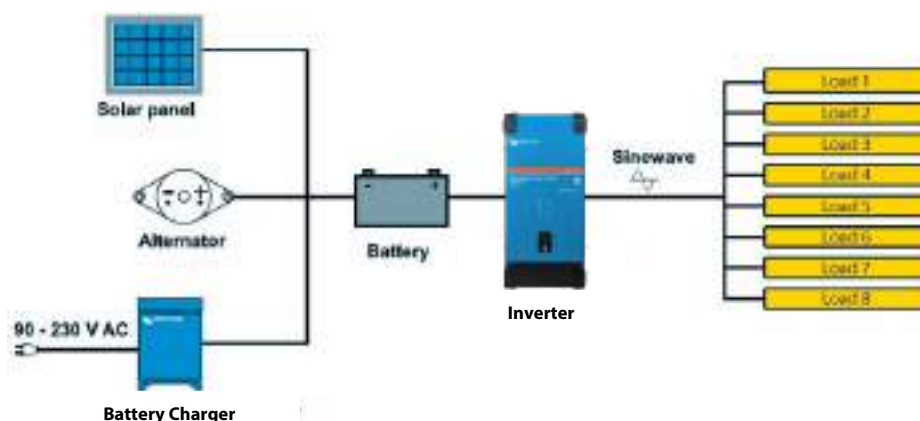 Solar panel
Alternator
90 - 230 V AC
Battery Charger
Battery
Inverter
Sinewave
Load 1
Load 2
Load 3
Load 4
Load 5
Load 6
Load 7
Load 8